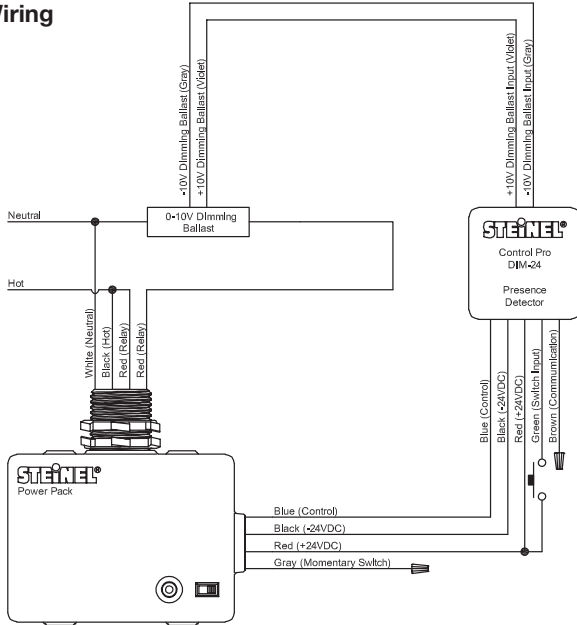 Wiring
-10V Dimming Ballast (Gray)
+10V Dimming Ballast (Violet)
+10V Dimming Ballast Input (Violet)
-10V Dimming Ballast Input (Gray)
Neutral
0-10V Dimming
Ballast
STEINEL®
Control Pro
DIM-24
Presence
Detector
Hot
White (Neutral)
Black (Hot)
Red (Relay)
Red (Relay)
Blue (Control)
Black (-24VDC)
Red (+24VDC)
Green (Switch Input)
Brown (Communication)
STEINEL®
Power Pack
Blue (Control)
Black (-24VDC)
Red (+24VDC)
Gray (Momentary Switch)